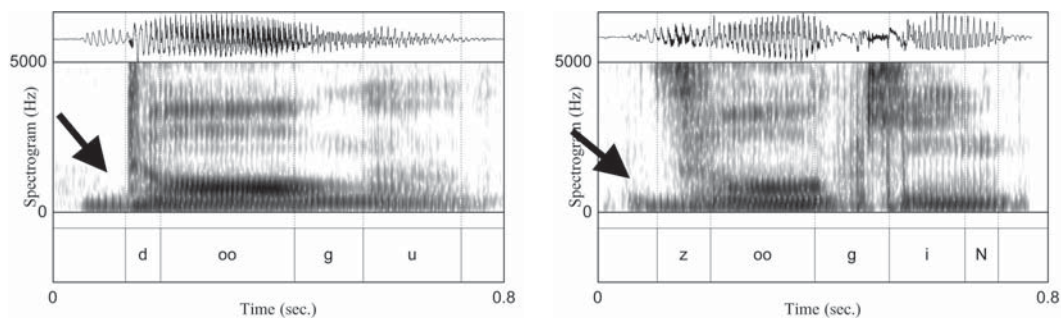 5000
Spectrogram (Hz)
0
d oo g u
0 0.8
Time (sec.)
5000
Spectrogram (Hz)
0
z oo g i N
0 0.8
Time (sec.)